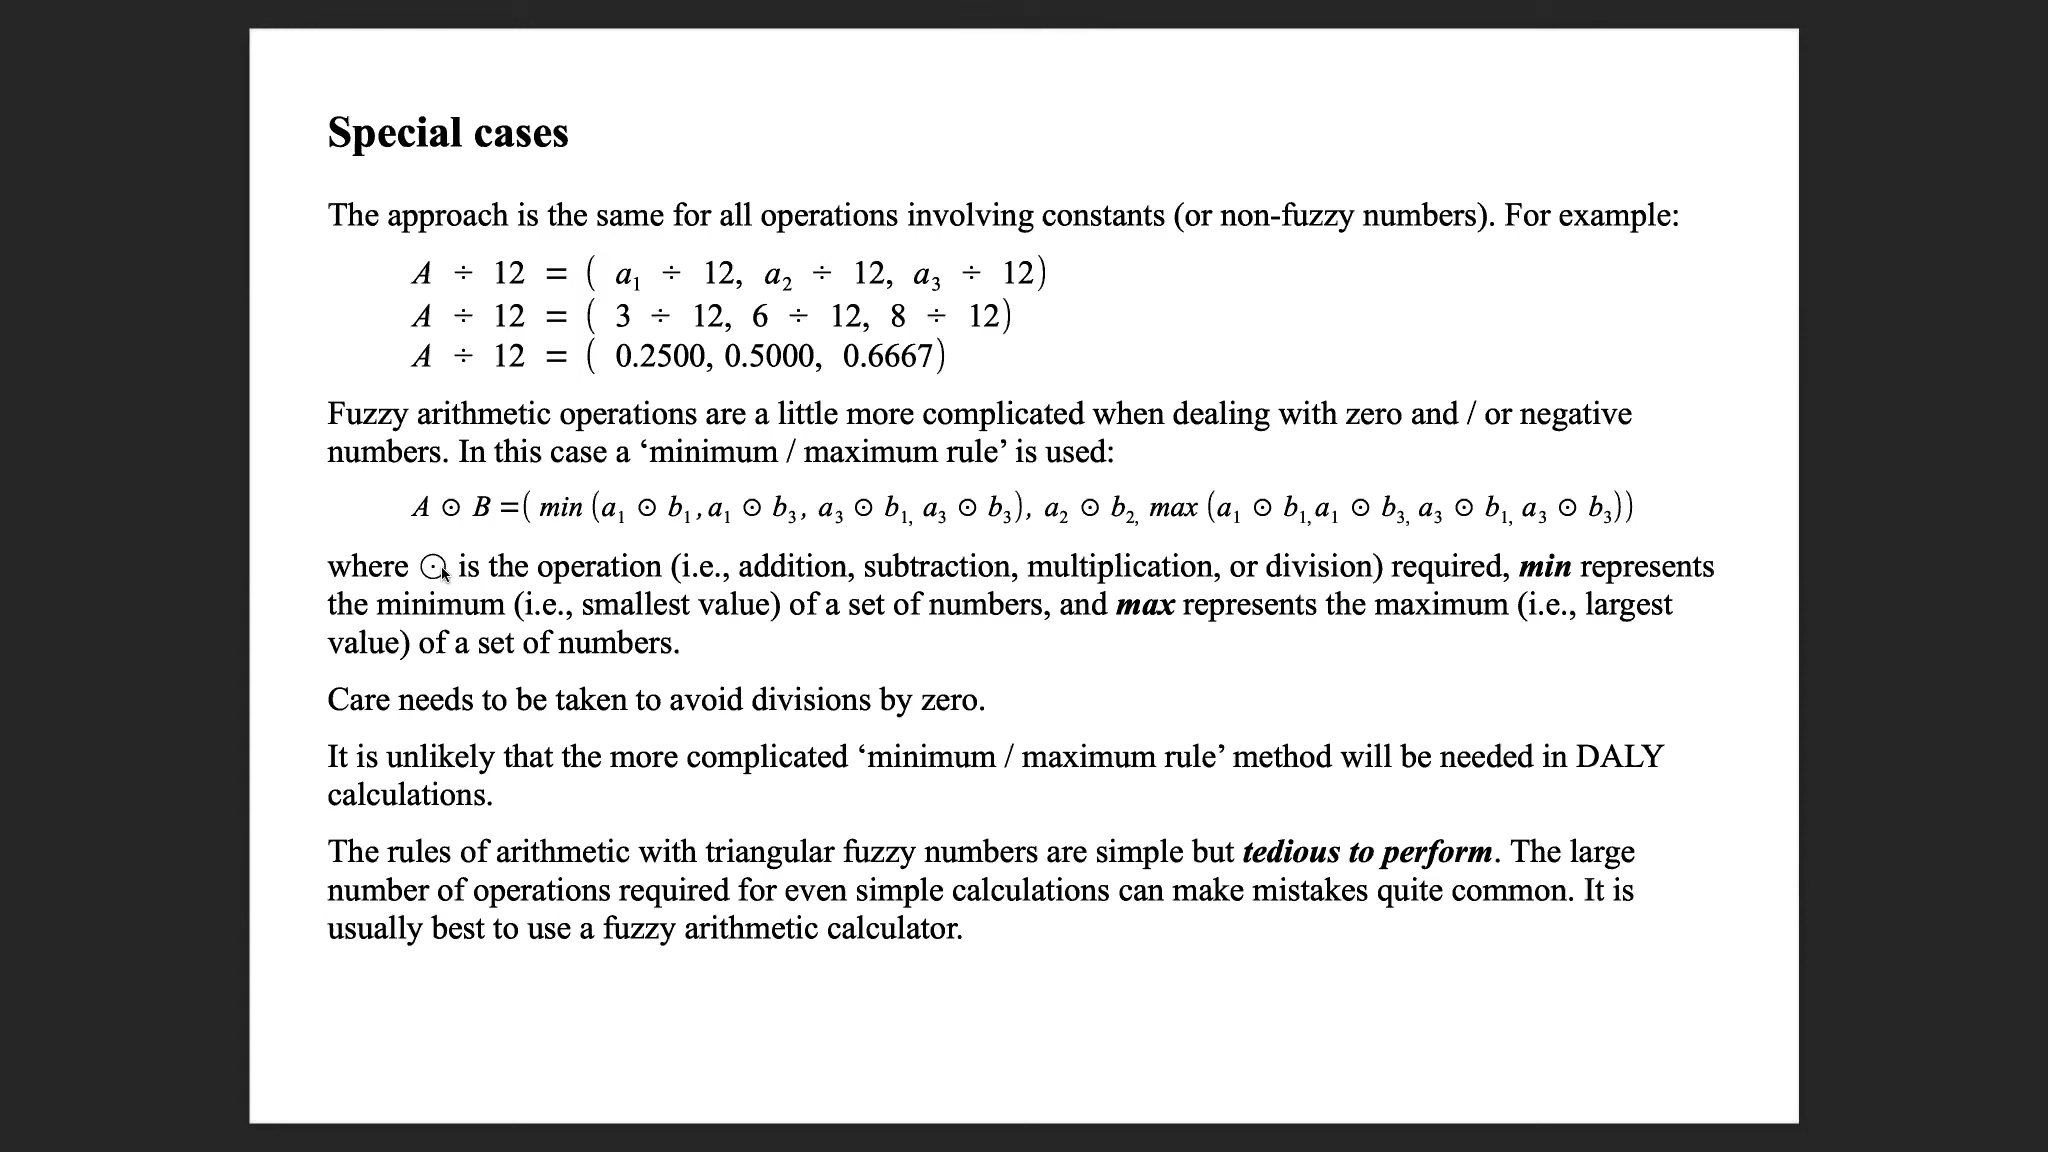 Special cases
The approach is the same for all operations involving constants (or non-fuzzy numbers). For example:
A ÷ 12 = ( a₁ ÷ 12, a₂ ÷ 12, a₃ ÷ 12)
A ÷ 12 = ( 3 ÷ 12, 6 ÷ 12, 8 ÷ 12)
A ÷ 12 = ( 0.2500, 0.5000, 0.6667)
Fuzzy arithmetic operations are a little more complicated when dealing with zero and / or negative
numbers. In this case a ‘minimum / maximum rule’ is used:
A ⊙ B =( min (a₁ ⊙ b₁, a₁ ⊙ b₃, a₃ ⊙ b₁, a₃ ⊙ b₃), a₂ ⊙ b₂, max (a₁ ⊙ b₁, a₁ ⊙ b₃, a₃ ⊙ b₁, a₃ ⊙ b₃))
where ⊙ is the operation (i.e., addition, subtraction, multiplication, or division) required, min represents
the minimum (i.e., smallest value) of a set of numbers, and max represents the maximum (i.e., largest
value) of a set of numbers.
Care needs to be taken to avoid divisions by zero.
It is unlikely that the more complicated ‘minimum / maximum rule’ method will be needed in DALY
calculations.
The rules of arithmetic with triangular fuzzy numbers are simple but tedious to perform. The large
number of operations required for even simple calculations can make mistakes quite common. It is
usually best to use a fuzzy arithmetic calculator.